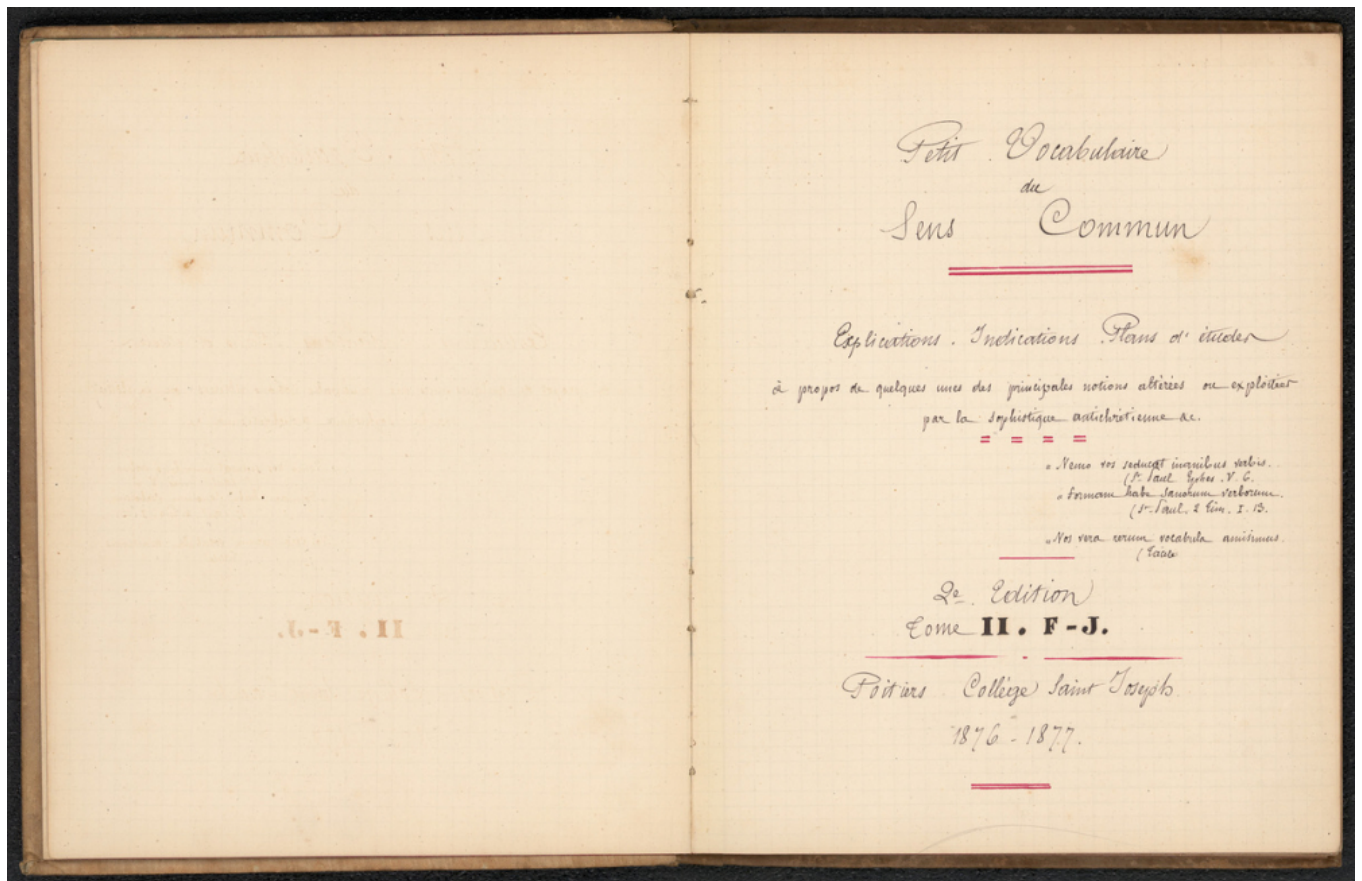 Petit Vocabulaire
du
Sens Commun
Explications. Indications. Plans d'études
à propos de quelques unes des principales notions altérées ou exploitées
par la sophistique antichrétienne &c.
"Nemo vos seducat inanibus verbis.
(St. Paul Ephes. V. 6.
"Formam habe sanorum verborum.
(St. Paul. 2 Tim. I. 13.
"Nos vera rerum vocabula amisimus.
2e. Edition
Tome II. F-J.
Poitiers Collège Saint Joseph
1876-1877.